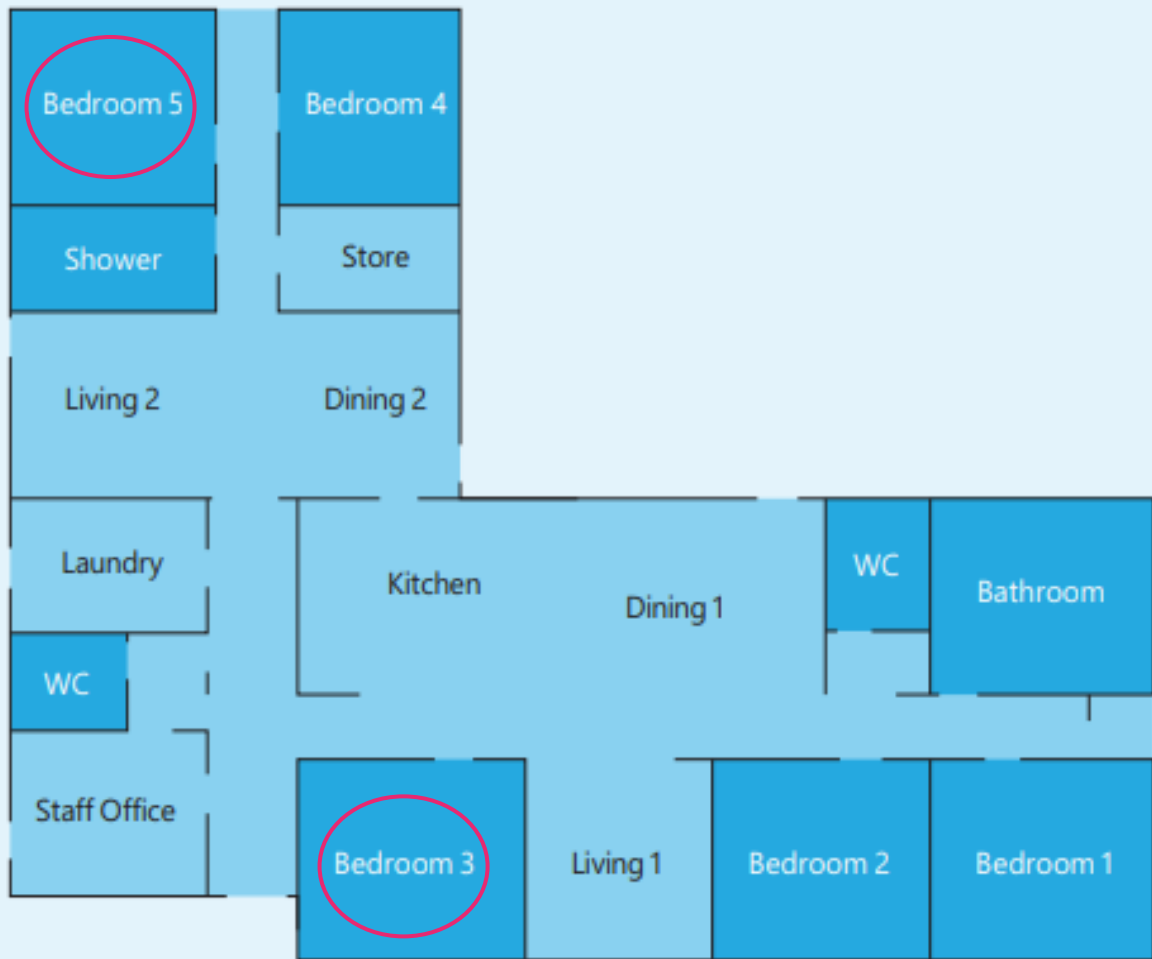 Bedroom 5
Bedroom 4
Shower
Store
Living 2
Dining 2
Laundry
Kitchen
Dining 1
WC
Bathroom
WC
Staff Office
Bedroom 3
Living 1
Bedroom 2
Bedroom 1